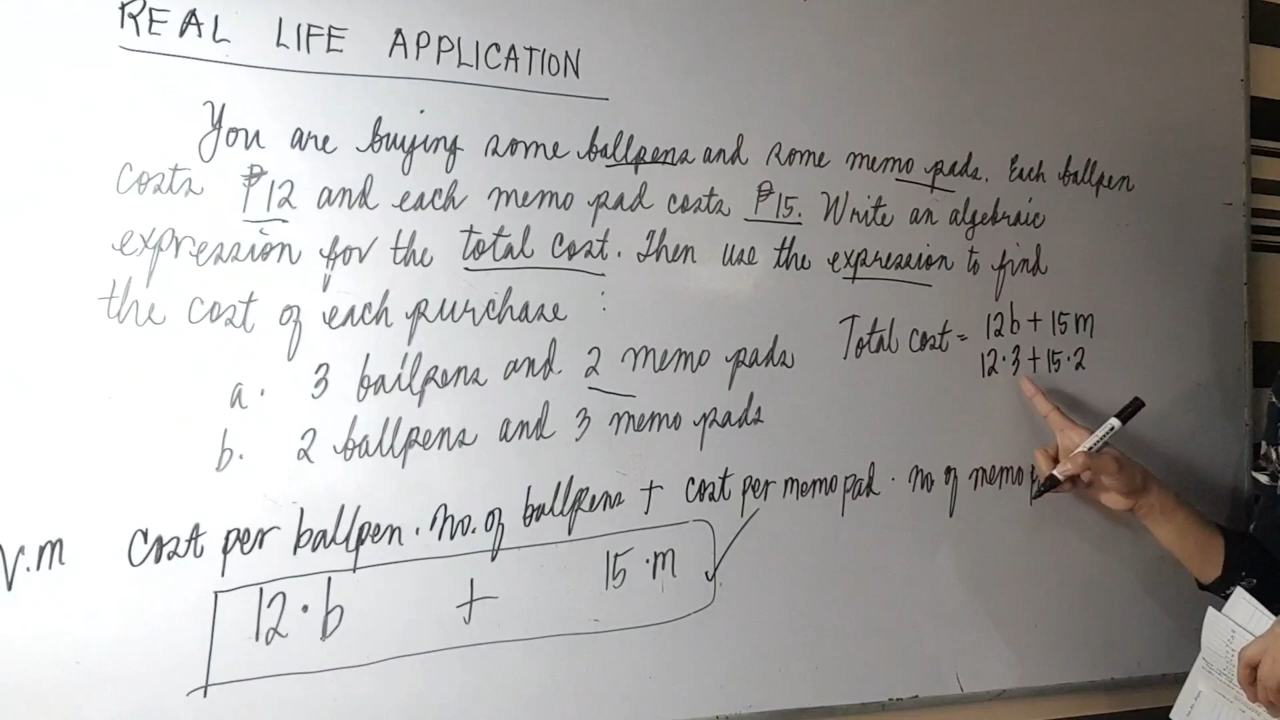 REAL LIFE APPLICATION
You are buying some ballpens and some memo pads. Each ballpen
costs ₱12 and each memo pad costs ₱15. Write an algebraic
expression for the total cost. Then use the expression to find
the cost of each purchase :
a. 3 ballpens and 2 memo pads
b. 2 ballpens and 3 memo pads
Total cost = 12b + 15m
12·3 + 15·2
V.m cost per ballpen · No. of ballpens + cost per memo pad · no of memo
12·b + 15·m